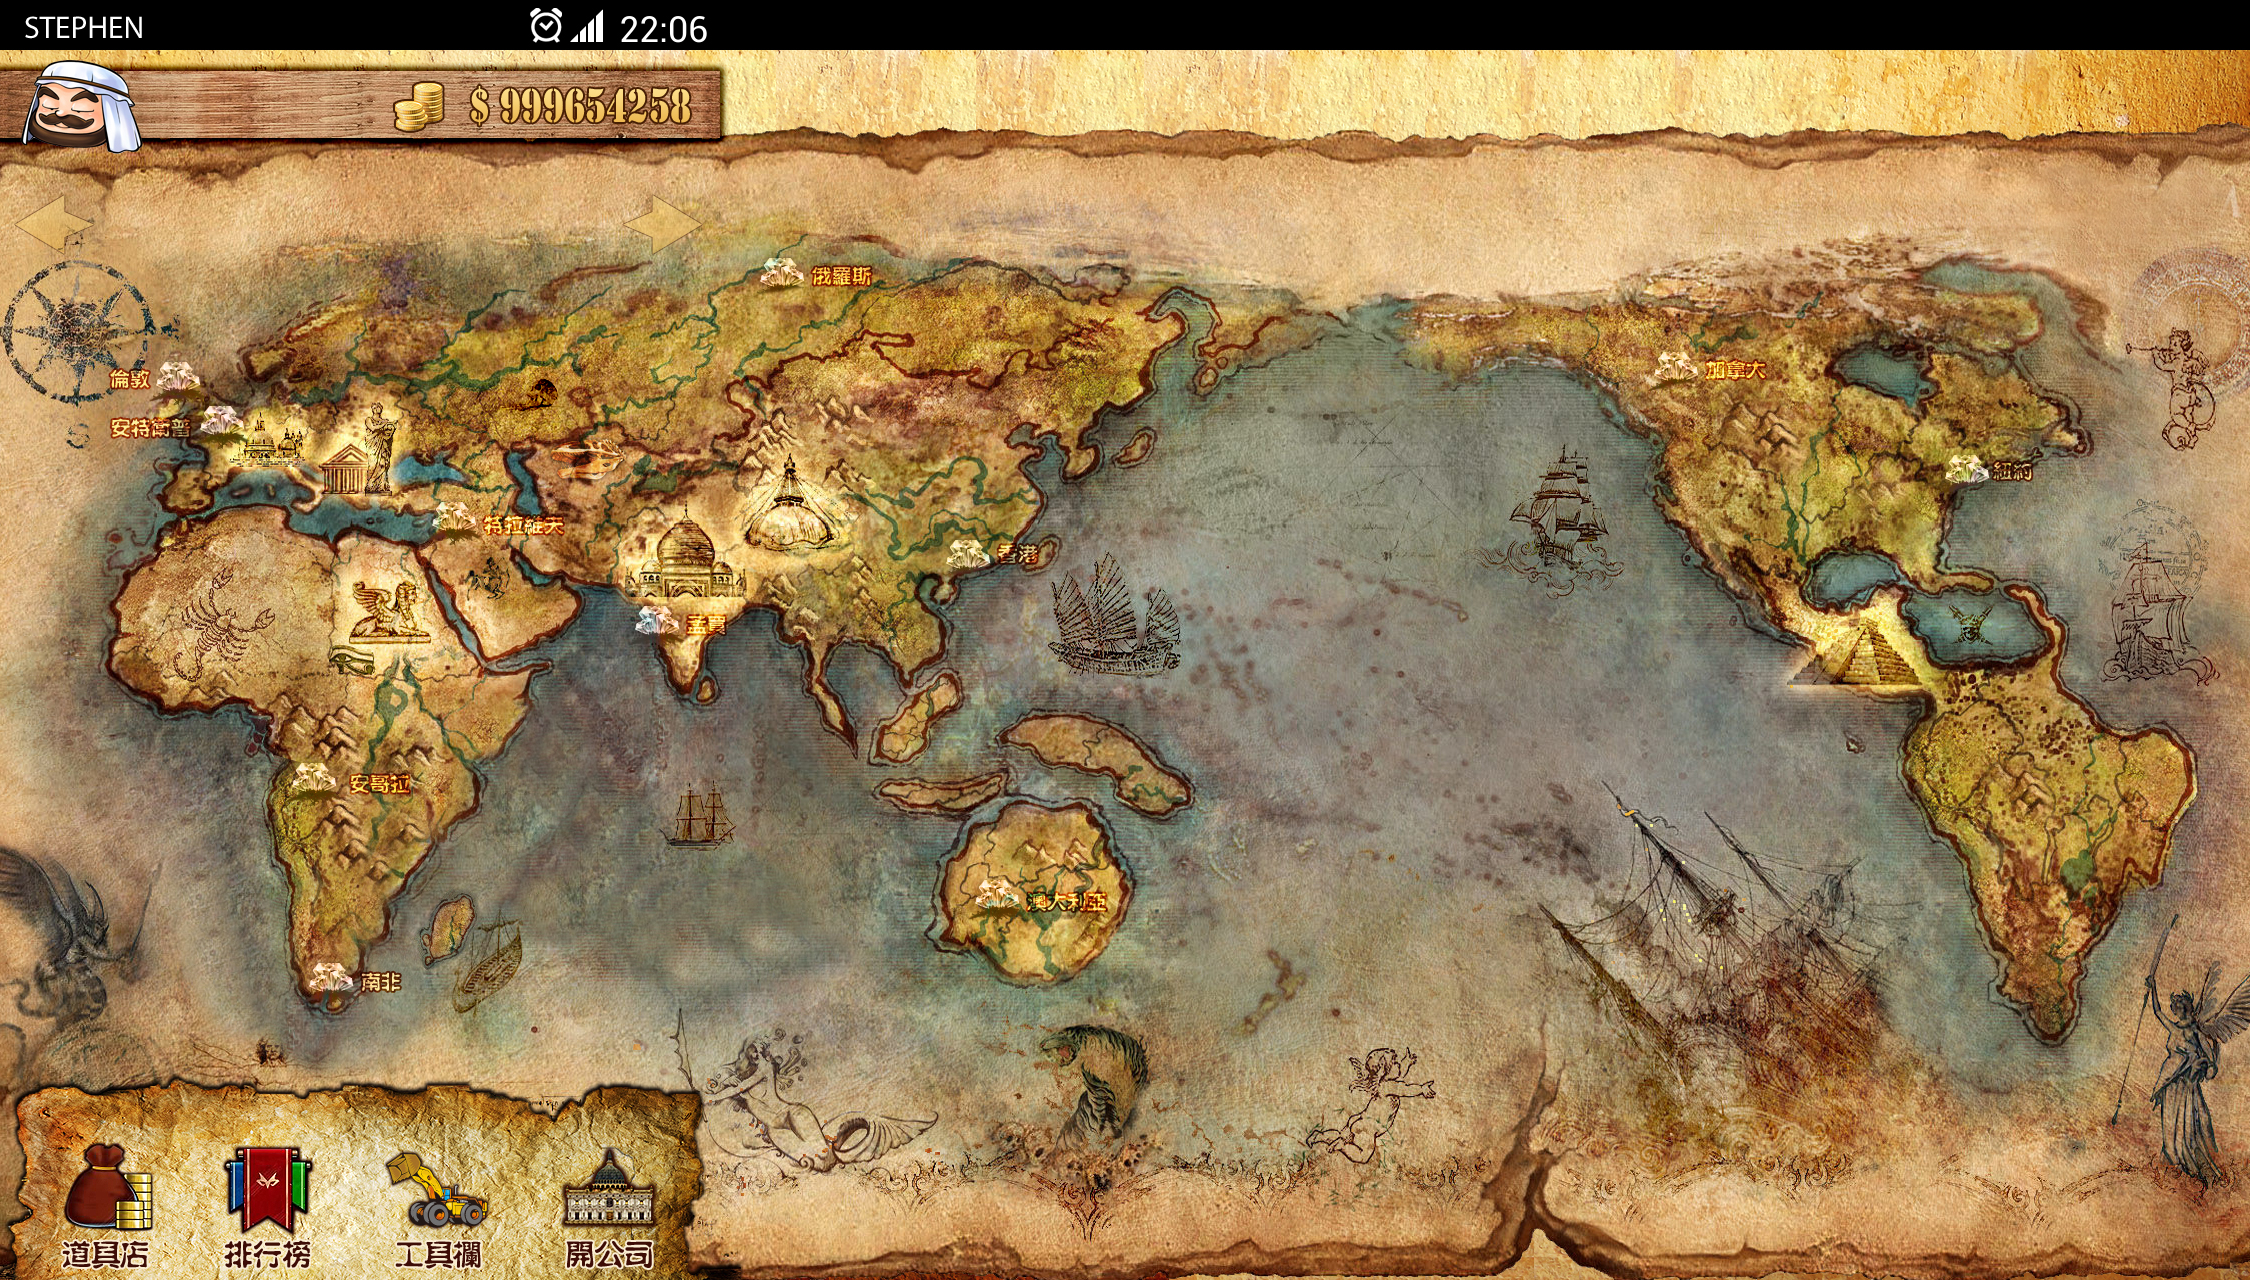 STEPHEN
22:06
$ 999654258
俄羅斯
倫敦
加拿大
安特衛普
紐約
特拉維夫
香港
孟買
安哥拉
澳大利亞
南非
道具店
排行榜
工具欄
開公司